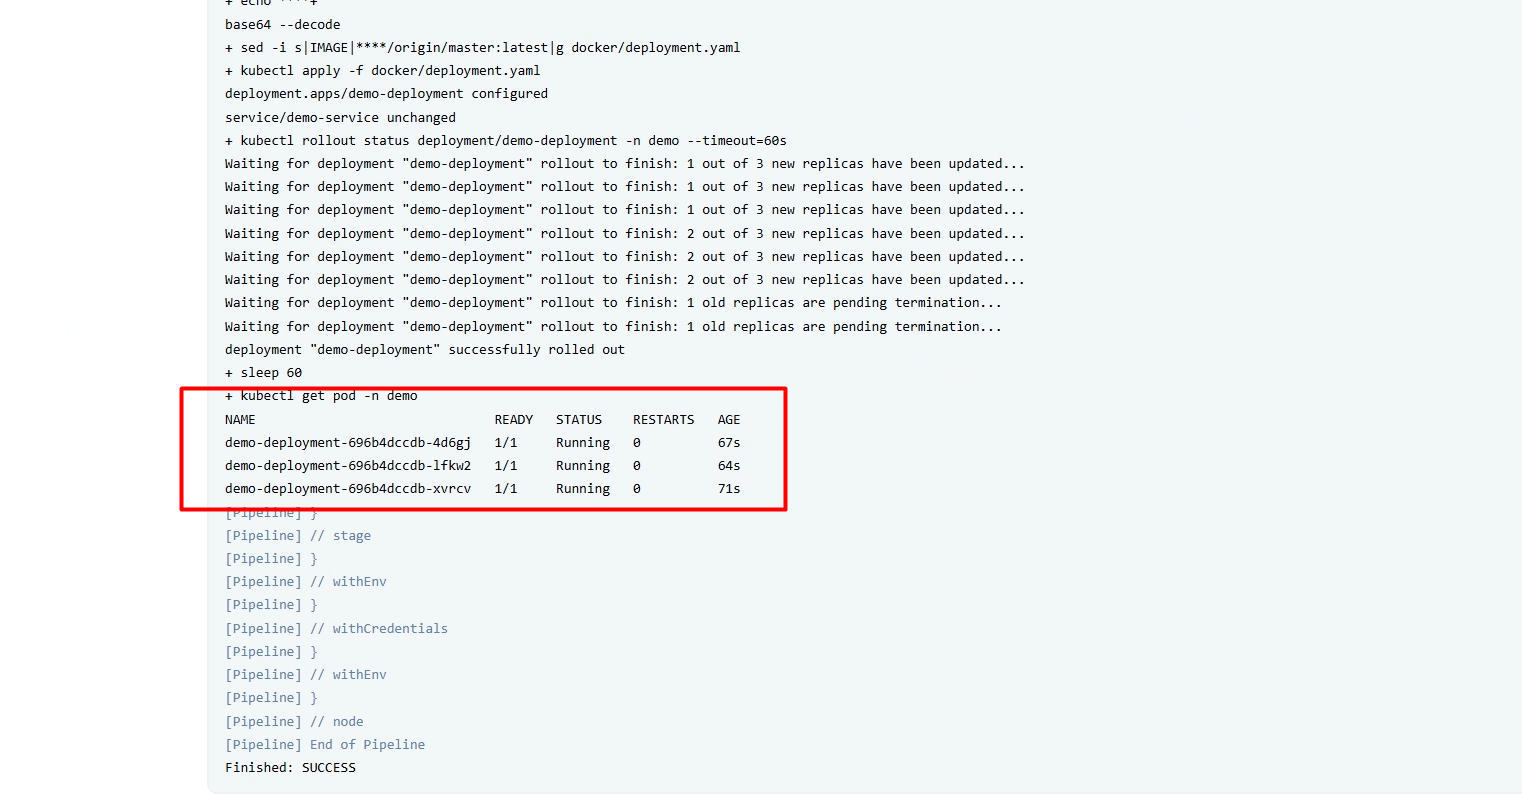 + echo ****+
base64 --decode
+ sed -i s|IMAGE|****/origin/master:latest|g docker/deployment.yaml
+ kubectl apply -f docker/deployment.yaml
deployment.apps/demo-deployment configured
service/demo-service unchanged
+ kubectl rollout status deployment/demo-deployment -n demo --timeout=60s
Waiting for deployment "demo-deployment" rollout to finish: 1 out of 3 new replicas have been updated...
Waiting for deployment "demo-deployment" rollout to finish: 1 out of 3 new replicas have been updated...
Waiting for deployment "demo-deployment" rollout to finish: 1 out of 3 new replicas have been updated...
Waiting for deployment "demo-deployment" rollout to finish: 2 out of 3 new replicas have been updated...
Waiting for deployment "demo-deployment" rollout to finish: 2 out of 3 new replicas have been updated...
Waiting for deployment "demo-deployment" rollout to finish: 2 out of 3 new replicas have been updated...
Waiting for deployment "demo-deployment" rollout to finish: 1 old replicas are pending termination...
Waiting for deployment "demo-deployment" rollout to finish: 1 old replicas are pending termination...
deployment "demo-deployment" successfully rolled out
+ sleep 60
+ kubectl get pod -n demo
NAME READY STATUS RESTARTS AGE
demo-deployment-696b4dccdb-4d6gj 1/1 Running 0 67s
demo-deployment-696b4dccdb-lfkw2 1/1 Running 0 64s
demo-deployment-696b4dccdb-xvrcv 1/1 Running 0 71s
[Pipeline] }
[Pipeline] // stage
[Pipeline] }
[Pipeline] // withEnv
[Pipeline] }
[Pipeline] // withCredentials
[Pipeline] }
[Pipeline] // withEnv
[Pipeline] }
[Pipeline] // node
[Pipeline] End of Pipeline
Finished: SUCCESS